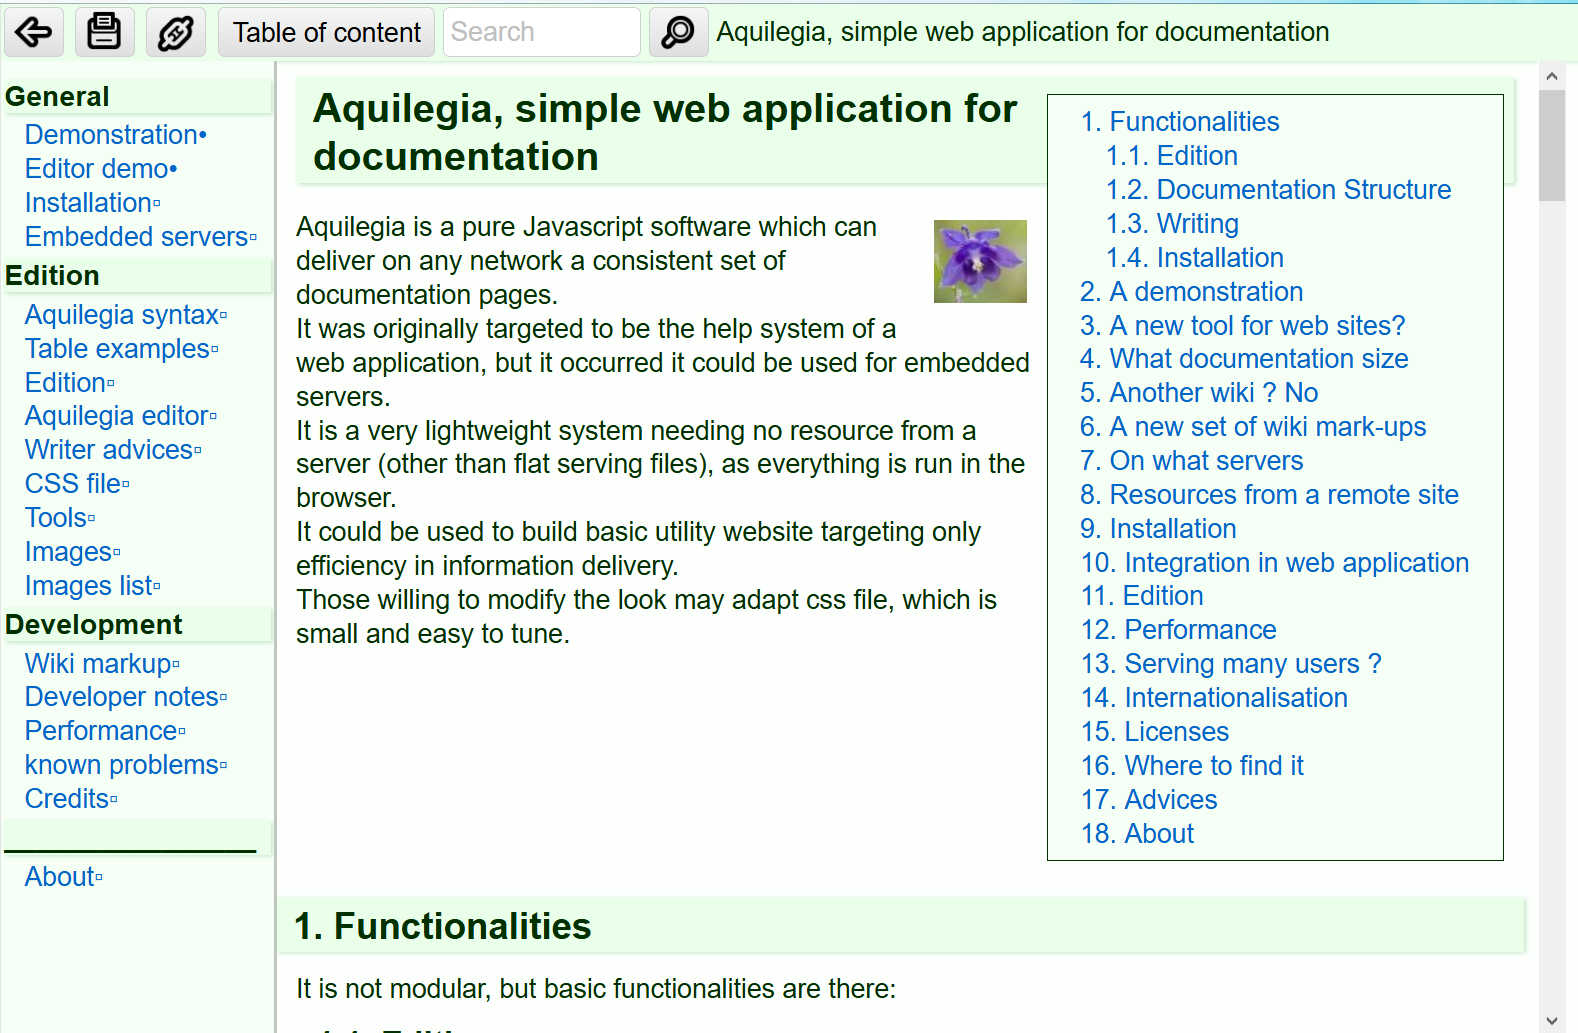 Table of content
Search
Aquilegia, simple web application for documentation
General
Demonstration•
Editor demo•
Installation▫
Embedded servers▫
Edition
Aquilegia syntax▫
Table examples▫
Edition▫
Aquilegia editor▫
Writer advices▫
CSS file▫
Tools▫
Images▫
Images list▫
Development
Wiki markup▫
Developer notes▫
Performance▫
known problems▫
Credits▫
About▫
Aquilegia, simple web application for
documentation
1. Functionalities
1.1. Edition
1.2. Documentation Structure
1.3. Writing
1.4. Installation
2. A demonstration
3. A new tool for web sites?
4. What documentation size
5. Another wiki ? No
6. A new set of wiki mark-ups
7. On what servers
8. Resources from a remote site
9. Installation
10. Integration in web application
11. Edition
12. Performance
13. Serving many users ?
14. Internationalisation
15. Licenses
16. Where to find it
17. Advices
18. About
Aquilegia is a pure Javascript software which can
deliver on any network a consistent set of
documentation pages.
It was originally targeted to be the help system of a
web application, but it occurred it could be used for embedded
servers.
It is a very lightweight system needing no resource from a
server (other than flat serving files), as everything is run in the
browser.
It could be used to build basic utility website targeting only
efficiency in information delivery.
Those willing to modify the look may adapt css file, which is
small and easy to tune.
1. Functionalities
It is not modular, but basic functionalities are there: